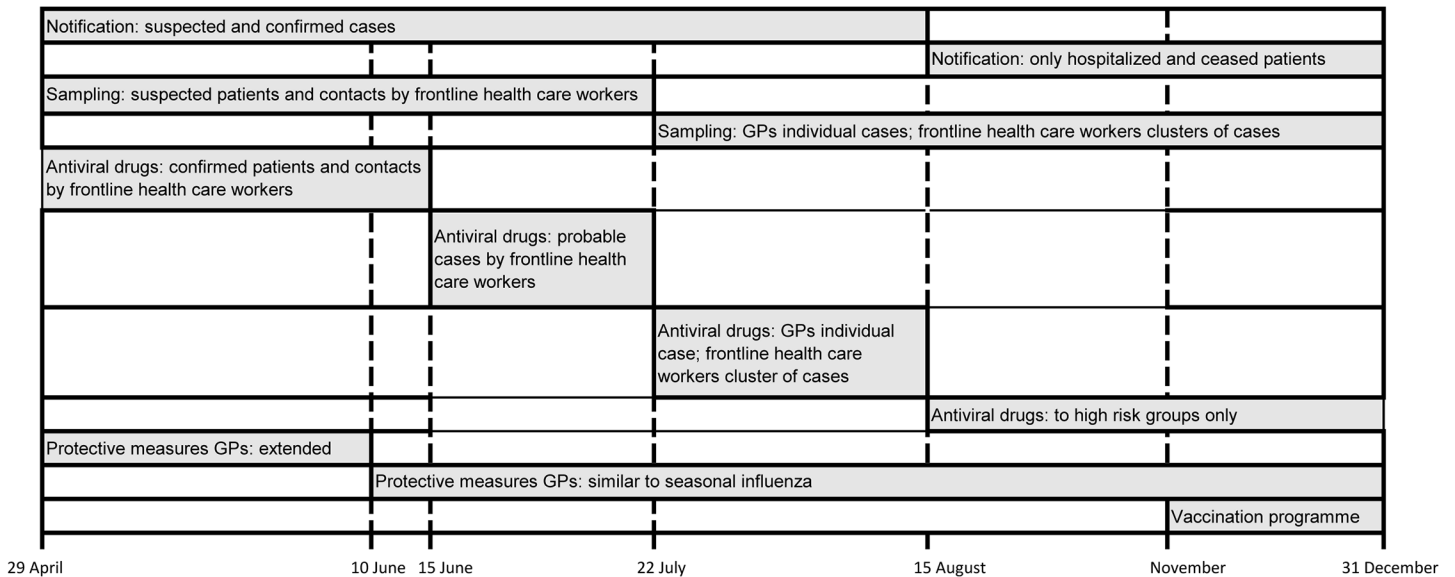 Notification: suspected and confirmed cases
Notification: only hospitalized and ceased patients
Sampling: suspected patients and contacts by frontline health care workers
Sampling: GPs individual cases; frontline health care workers clusters of cases
Antiviral drugs: confirmed patients and contacts
by frontline health care workers
Antiviral drugs: probable
cases by frontline health
care workers
Antiviral drugs: GPs individual
case; frontline health care
workers cluster of cases
Antiviral drugs: to high risk groups only
Protective measures GPs: extended
Protective measures GPs: similar to seasonal influenza
Vaccination programme
29 April 10 June 15 June 22 July 15 August November 31 December